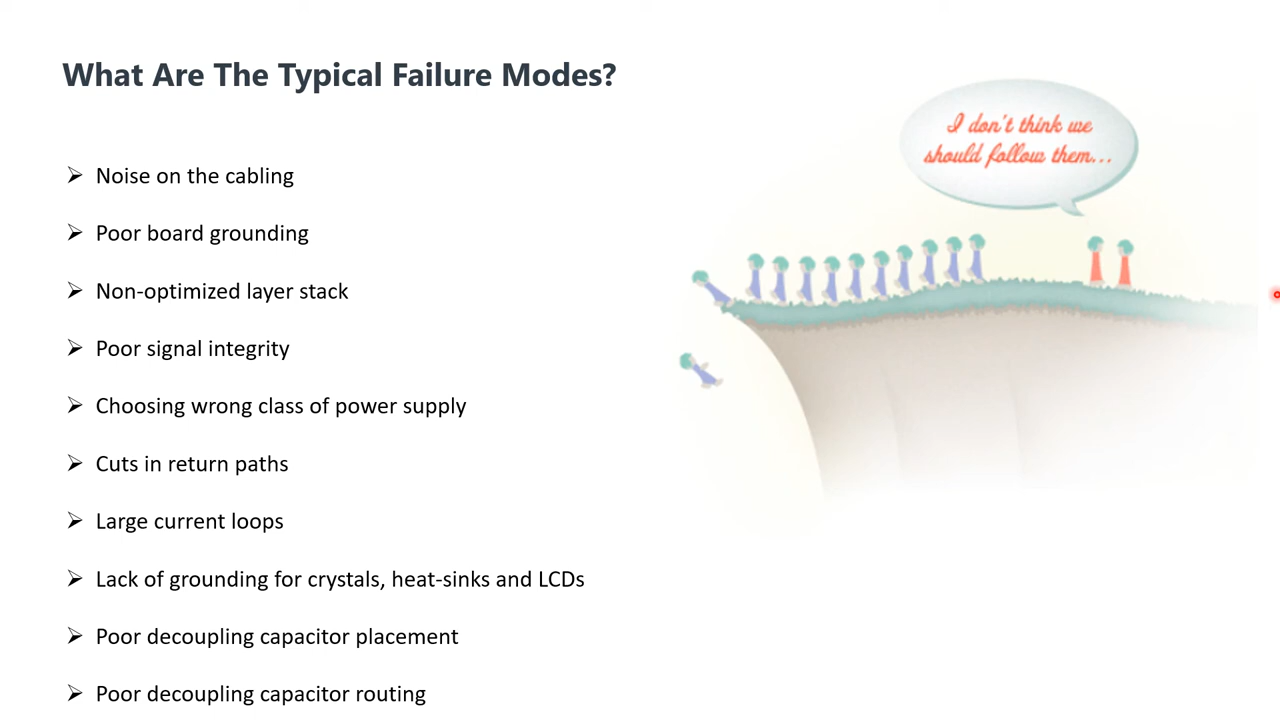 What Are The Typical Failure Modes?
I don't think we
should follow them...
Noise on the cabling
Poor board grounding
Non-optimized layer stack
Poor signal integrity
Choosing wrong class of power supply
Cuts in return paths
Large current loops
Lack of grounding for crystals, heat-sinks and LCDs
Poor decoupling capacitor placement
Poor decoupling capacitor routing